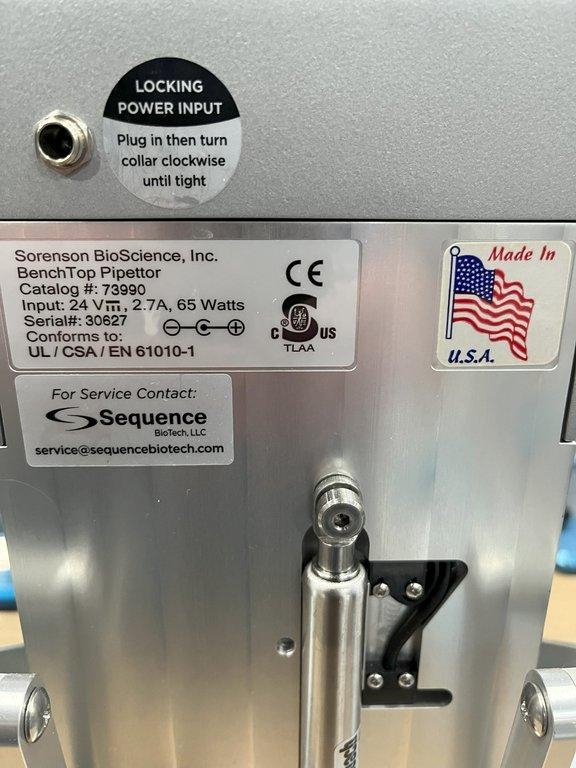 LOCKING
POWER INPUT
Plug in then turn
collar clockwise
until tight
Sorenson BioScience, Inc.
BenchTop Pipettor
Catalog #: 73990
Input: 24 V⎓, 2.7A, 65 Watts
Serial#: 30627
Conforms to:
UL / CSA / EN 61010-1
CE
C US
TLAA
Made In
U.S.A.
For Service Contact:
Sequence
BioTech, LLC
service@sequencebiotech.com